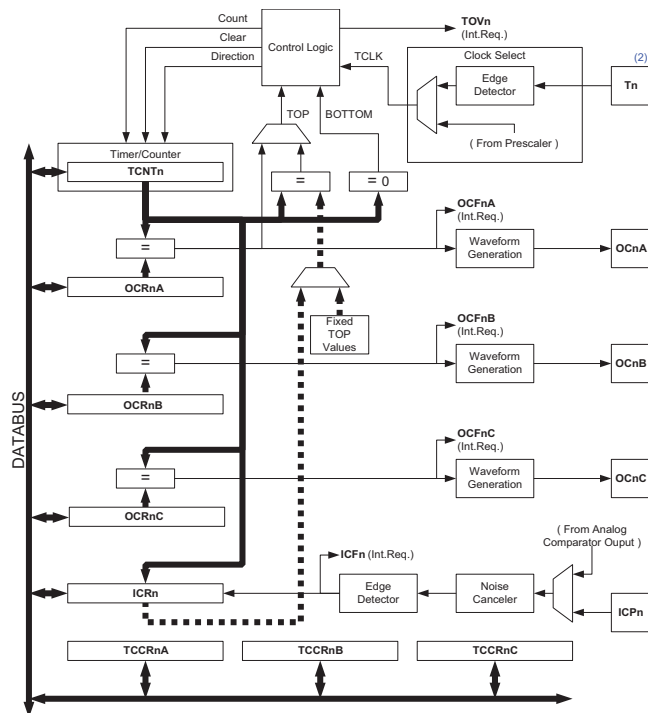 Count
Clear
Direction
Control Logic
TOVn
(Int.Req.)
TCLK
Clock Select
Edge
Detector
( From Prescaler )
(2)
Tn
TOP
BOTTOM
Timer/Counter
TCNTn
=
= 0
=
OCRnA
OCFnA
(Int.Req.)
Waveform
Generation
OCnA
Fixed
TOP
Values
=
OCRnB
OCFnB
(Int.Req.)
Waveform
Generation
OCnB
DATABUS
=
OCRnC
OCFnC
(Int.Req.)
Waveform
Generation
OCnC
( From Analog
Comparator Ouput )
ICFn (Int.Req.)
ICRn
Edge
Detector
Noise
Canceler
ICPn
TCCRnA
TCCRnB
TCCRnC